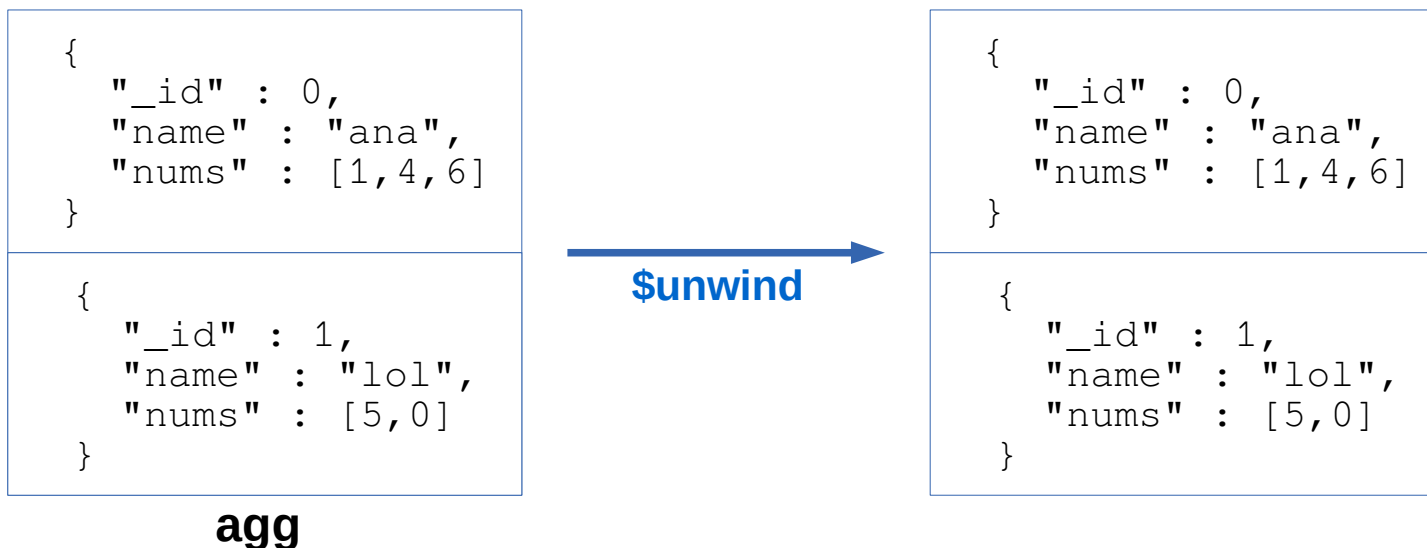 {
"_id" : 0,
"name" : "ana",
"nums" : [1,4,6]
}
{
"_id" : 1,
"name" : "lol",
"nums" : [5,0]
}
agg
$unwind
{
"_id" : 0,
"name" : "ana",
"nums" : [1,4,6]
}
{
"_id" : 1,
"name" : "lol",
"nums" : [5,0]
}